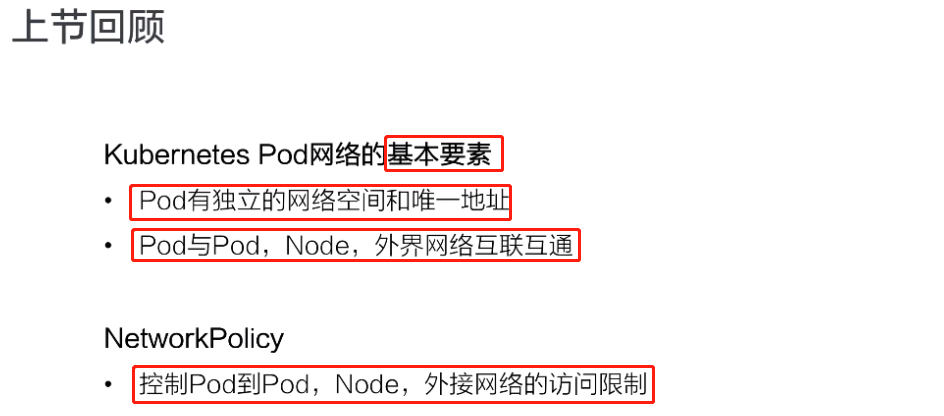 上节回顾
Kubernetes Pod网络的基本要素
• Pod有独立的网络空间和唯一地址
• Pod与Pod，Node，外界网络互联互通
NetworkPolicy
• 控制Pod到Pod，Node，外接网络的访问限制